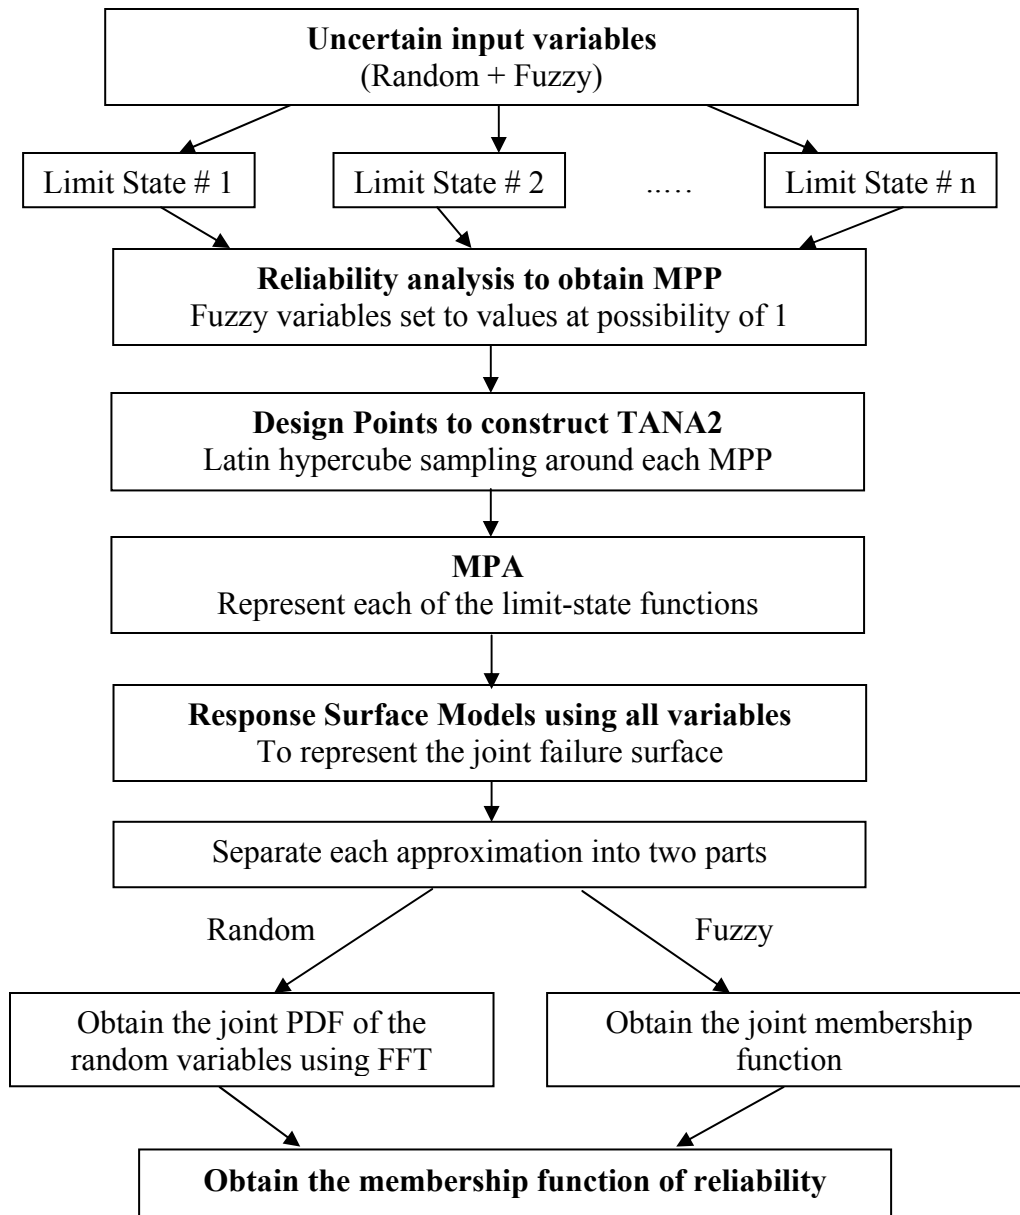 Uncertain input variables
(Random + Fuzzy)
Limit State # 1
Limit State # 2
......
Limit State # n
Reliability analysis to obtain MPP
Fuzzy variables set to values at possibility of 1
Design Points to construct TANA2
Latin hypercube sampling around each MPP
MPA
Represent each of the limit-state functions
Response Surface Models using all variables
To represent the joint failure surface
Separate each approximation into two parts
Random
Fuzzy
Obtain the joint PDF of the
random variables using FFT
Obtain the joint membership
function
Obtain the membership function of reliability